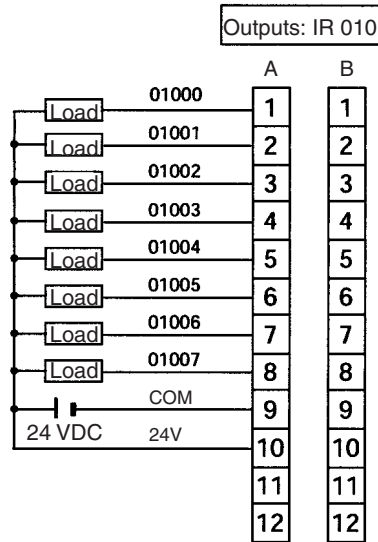 Outputs: IR 010
A B
Load 01000 1 1
Load 01001 2 2
Load 01002 3 3
Load 01003 4 4
Load 01004 5 5
Load 01005 6 6
Load 01006 7 7
Load 01007 8 8
COM 9 9
24 VDC 24V 10 10
11 11
12 12